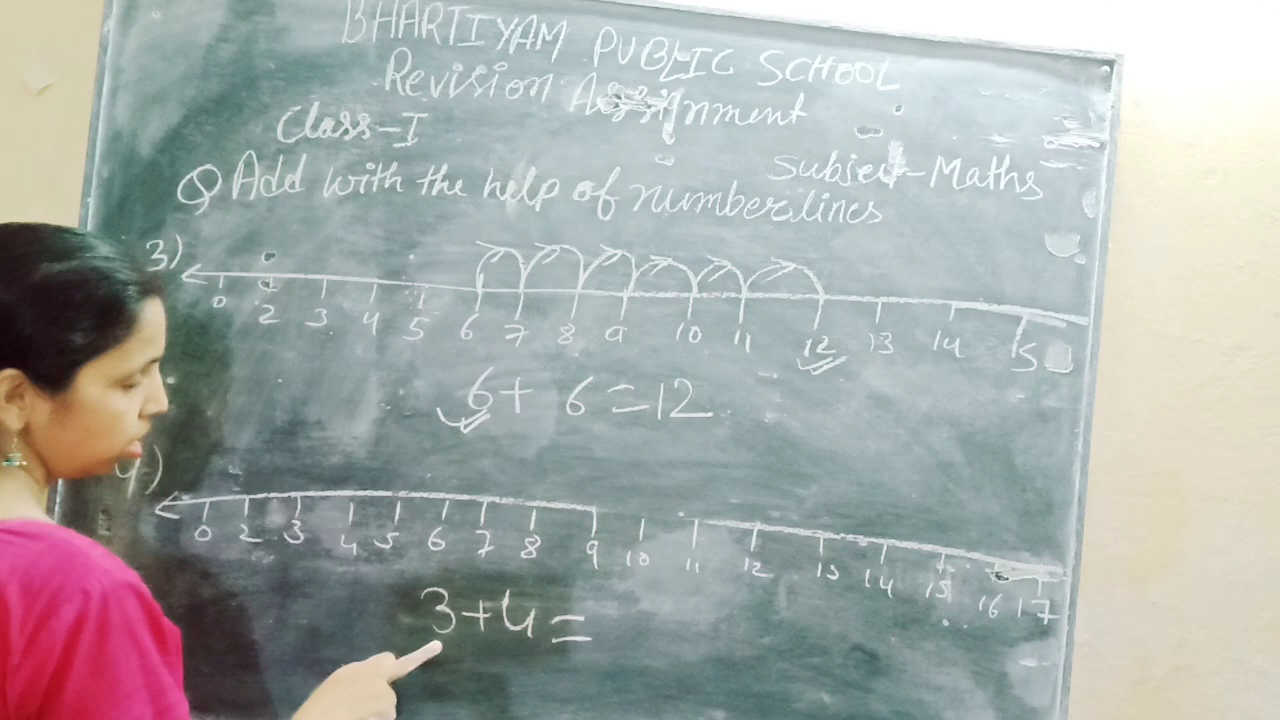 BHARTIYAM PUBLIC SCHOOL
Revision Assignment
Class-I
Subject-Maths
Q Add with the help of number lines
3)
0 2 3 4 5 6 7 8 9 10 11 12 13 14 15
6+ 6 =12
4)
0 2 3 4 5 6 7 8 9 10 11 12 13 14 15 16 17
3+4=